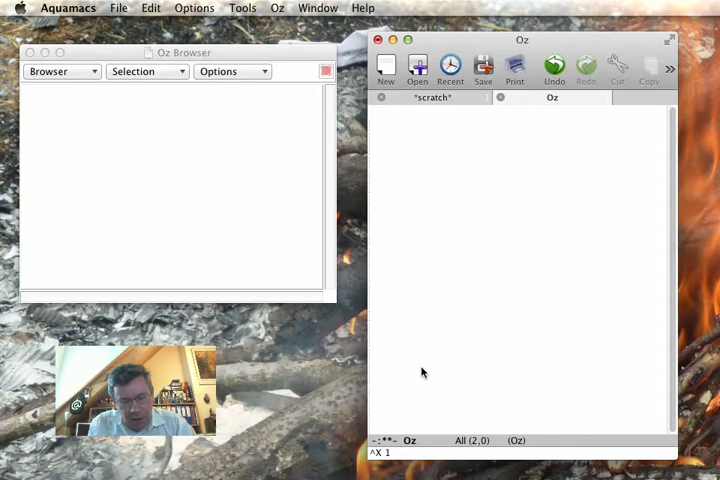 Aquamacs File Edit Options Tools Oz Window Help
Oz Browser
Browser Selection Options
Oz
New Open Recent Save Print Undo Redo Cut Copy »
*scratch* Oz
@
-:**- Oz All (2,0) (Oz)
^X 1